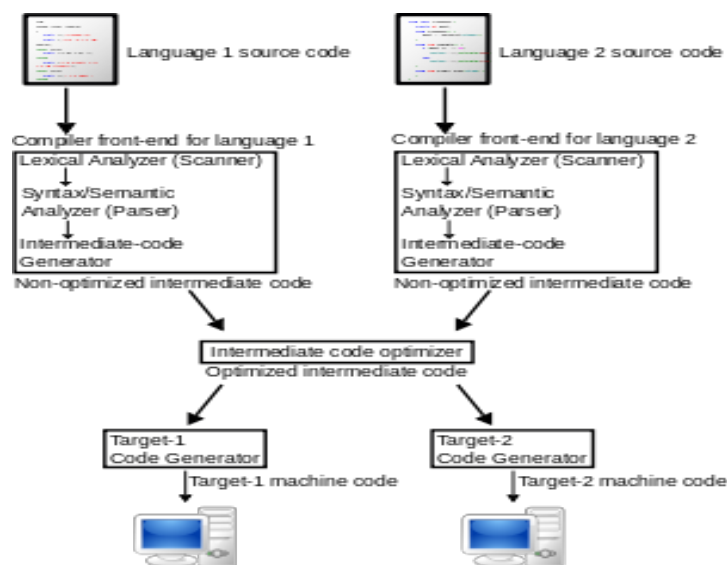 Language 1 source code
Language 2 source code
Compiler front-end for language 1
Lexical Analyzer (Scanner)
Syntax/Semantic
Analyzer (Parser)
Intermediate-code
Generator
Non-optimized intermediate code
Compiler front-end for language 2
Lexical Analyzer (Scanner)
Syntax/Semantic
Analyzer (Parser)
Intermediate-code
Generator
Non-optimized intermediate code
Intermediate code optimizer
Optimized intermediate code
Target-1
Code Generator
Target-1 machine code
Target-2
Code Generator
Target-2 machine code